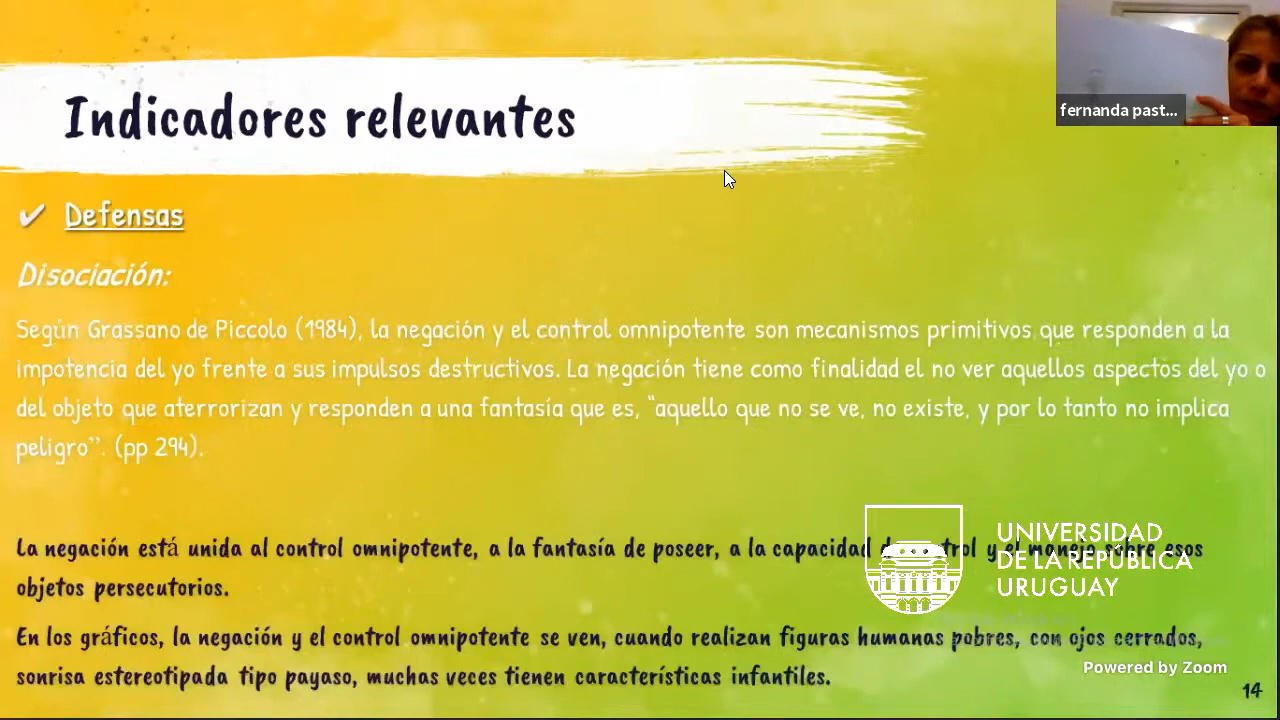 Indicadores relevantes
fernanda past...
✔ Defensas
Disociación:
Según Grassano de Piccolo (1984), la negación y el control omnipotente son mecanismos primitivos que responden a la
impotencia del yo frente a sus impulsos destructivos. La negación tiene como finalidad el no ver aquellos aspectos del yo o
del objeto que aterrorizan y responden a una fantasía que es, “aquello que no se ve, no existe, y por lo tanto no implica
peligro”. (pp 294).
La negación está unida al control omnipotente, a la fantasía de poseer, a la capacidad de control y el manejo sobre esos
objetos persecutorios.
En los gráficos, la negación y el control omnipotente se ven, cuando realizan figuras humanas pobres, con ojos cerrados,
sonrisa estereotipada tipo payaso, muchas veces tienen características infantiles.
UNIVERSIDAD
DE LA REPÚBLICA
URUGUAY
Powered by Zoom
14